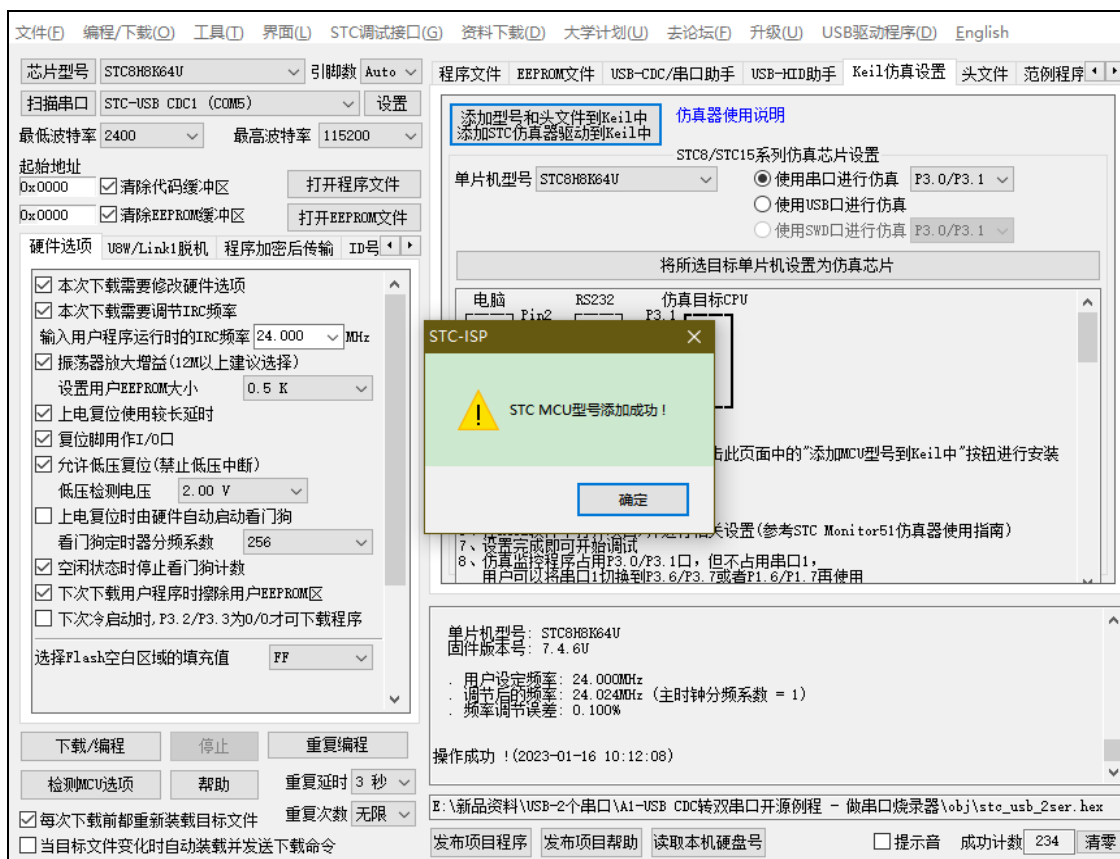 文件(F) 编程/下载(O) 工具(T) 界面(L) STC调试接口(G) 资料下载(D) 大学计划(U) 去论坛(F) 升级(U) USB驱动程序(D) English
芯片型号 STC8H8K64U 引脚数 Auto
扫描串口 STC-USB CDC1 (COM5) 设置
最低波特率 2400 最高波特率 115200
起始地址
0x0000 清除代码缓冲区 打开程序文件
0x0000 清除EEPROM缓冲区 打开EEPROM文件
硬件选项 U8W/Link1脱机 程序加密后传输 ID号
本次下载需要修改硬件选项
本次下载需要调节IRC频率
输入用户程序运行时的IRC频率 24.000 MHz
振荡器放大增益(12M以上建议选择)
设置用户EEPROM大小 0.5 K
上电复位使用较长延时
复位脚用作I/O口
允许低压复位(禁止低压中断)
低压检测电压 2.00 V
上电复位时由硬件自动启动看门狗
看门狗定时器分频系数 256
空闲状态时停止看门狗计数
下次下载用户程序时擦除用户EEPROM区
下次冷启动时,P3.2/P3.3为0/0才可下载程序
选择Flash空白区域的填充值 FF
下载/编程 停止 重复编程
检测MCU选项 帮助 重复延时 3 秒
每次下载前都重新装载目标文件 重复次数 无限
当目标文件变化时自动装载并发送下载命令
程序文件 EEPROM文件 USB-CDC/串口助手 USB-HID助手 Keil仿真设置 头文件 范例程序
添加型号和头文件到Keil中
添加STC仿真器驱动到Keil中
仿真器使用说明
STC8/STC15系列仿真芯片设置
单片机型号 STC8H8K64U 使用串口进行仿真 P3.0/P3.1
使用USB口进行仿真
使用SWD口进行仿真 P3.0/P3.1
将所选目标单片机设置为仿真芯片
电脑 RS232 仿真目标CPU
Pin2 P3.1
STC-ISP
STC MCU型号添加成功！
确定
击此页面中的"添加MCU型号到Keil中"按钮进行安装
相关设置(参考STC Monitor51仿真器使用指南)
7、设置完成即可开始调试
8、仿真监控程序占用P3.0/P3.1口，但不占用串口1，
用户可以将串口1切换到P3.6/P3.7或者P1.6/P1.7再使用
单片机型号: STC8H8K64U
固件版本号: 7.4.6U
. 用户设定频率: 24.000MHz
. 调节后的频率: 24.024MHz (主时钟分频系数 = 1)
. 频率调节误差: 0.100%
操作成功 !(2023-01-16 10:12:08)
E:\新品资料\USB-2个串口\A1-USB CDC转双串口开源例程 - 做串口烧录器\obj\stc_usb_2ser.hex
发布项目程序 发布项目帮助 读取本机硬盘号 提示音 成功计数 234 清零